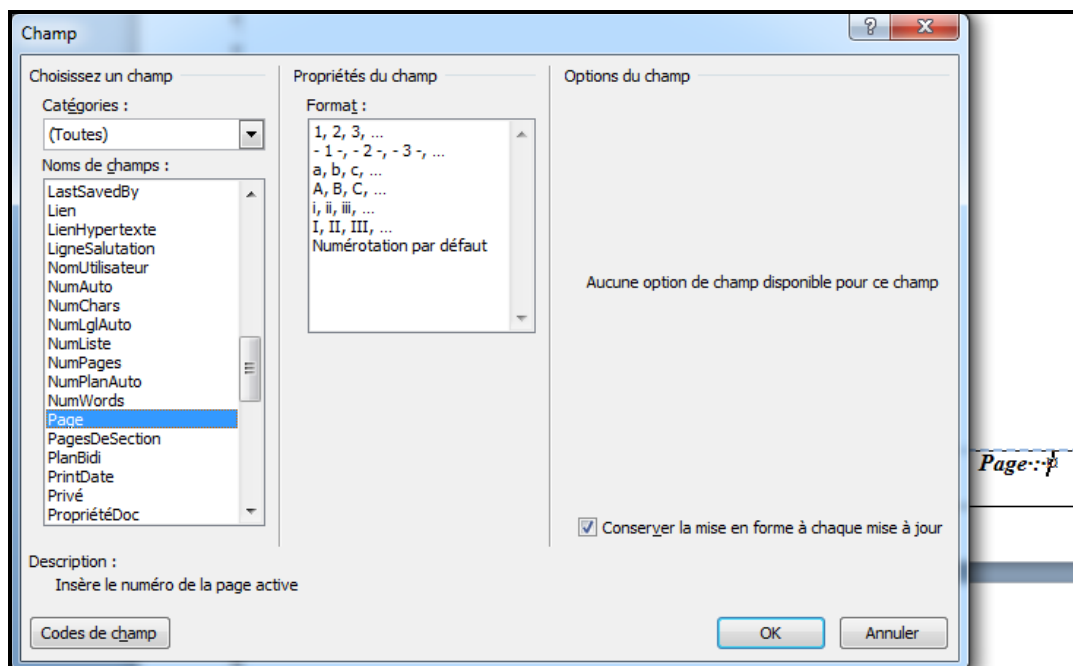 Champ
Choisissez un champ
Catégories :
(Toutes)
Noms de champs :
LastSavedBy
Lien
LienHypertexte
LigneSalutation
NomUtilisateur
NumAuto
NumChars
NumLglAuto
NumListe
NumPages
NumPlanAuto
NumWords
Page
PagesDeSection
PlanBidi
PrintDate
Privé
PropriétéDoc
Propriétés du champ
Format :
1, 2, 3, ...
- 1 -, - 2 -, - 3 -, ...
a, b, c, ...
A, B, C, ...
i, ii, iii, ...
I, II, III, ...
Numérotation par défaut
Options du champ
Aucune option de champ disponible pour ce champ
Conserver la mise en forme à chaque mise à jour
Description :
Insère le numéro de la page active
Codes de champ
OK
Annuler
Page·:·¤